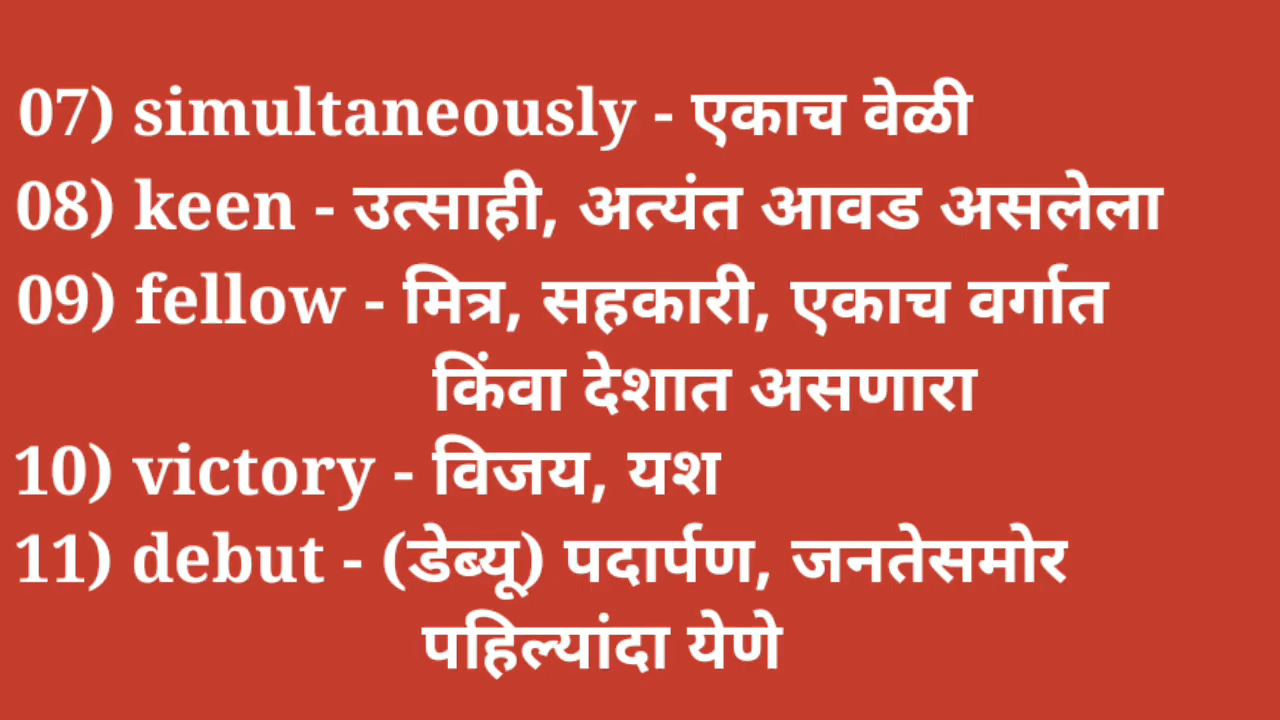 07) simultaneously - एकाच वेळी
08) keen - उत्साही, अत्यंत आवड असलेला
09) fellow - मित्र, सहकारी, एकाच वर्गात
किंवा देशात असणारा
10) victory - विजय, यश
11) debut - (डेब्यू) पदार्पण, जनतेसमोर
पहिल्यांदा येणे